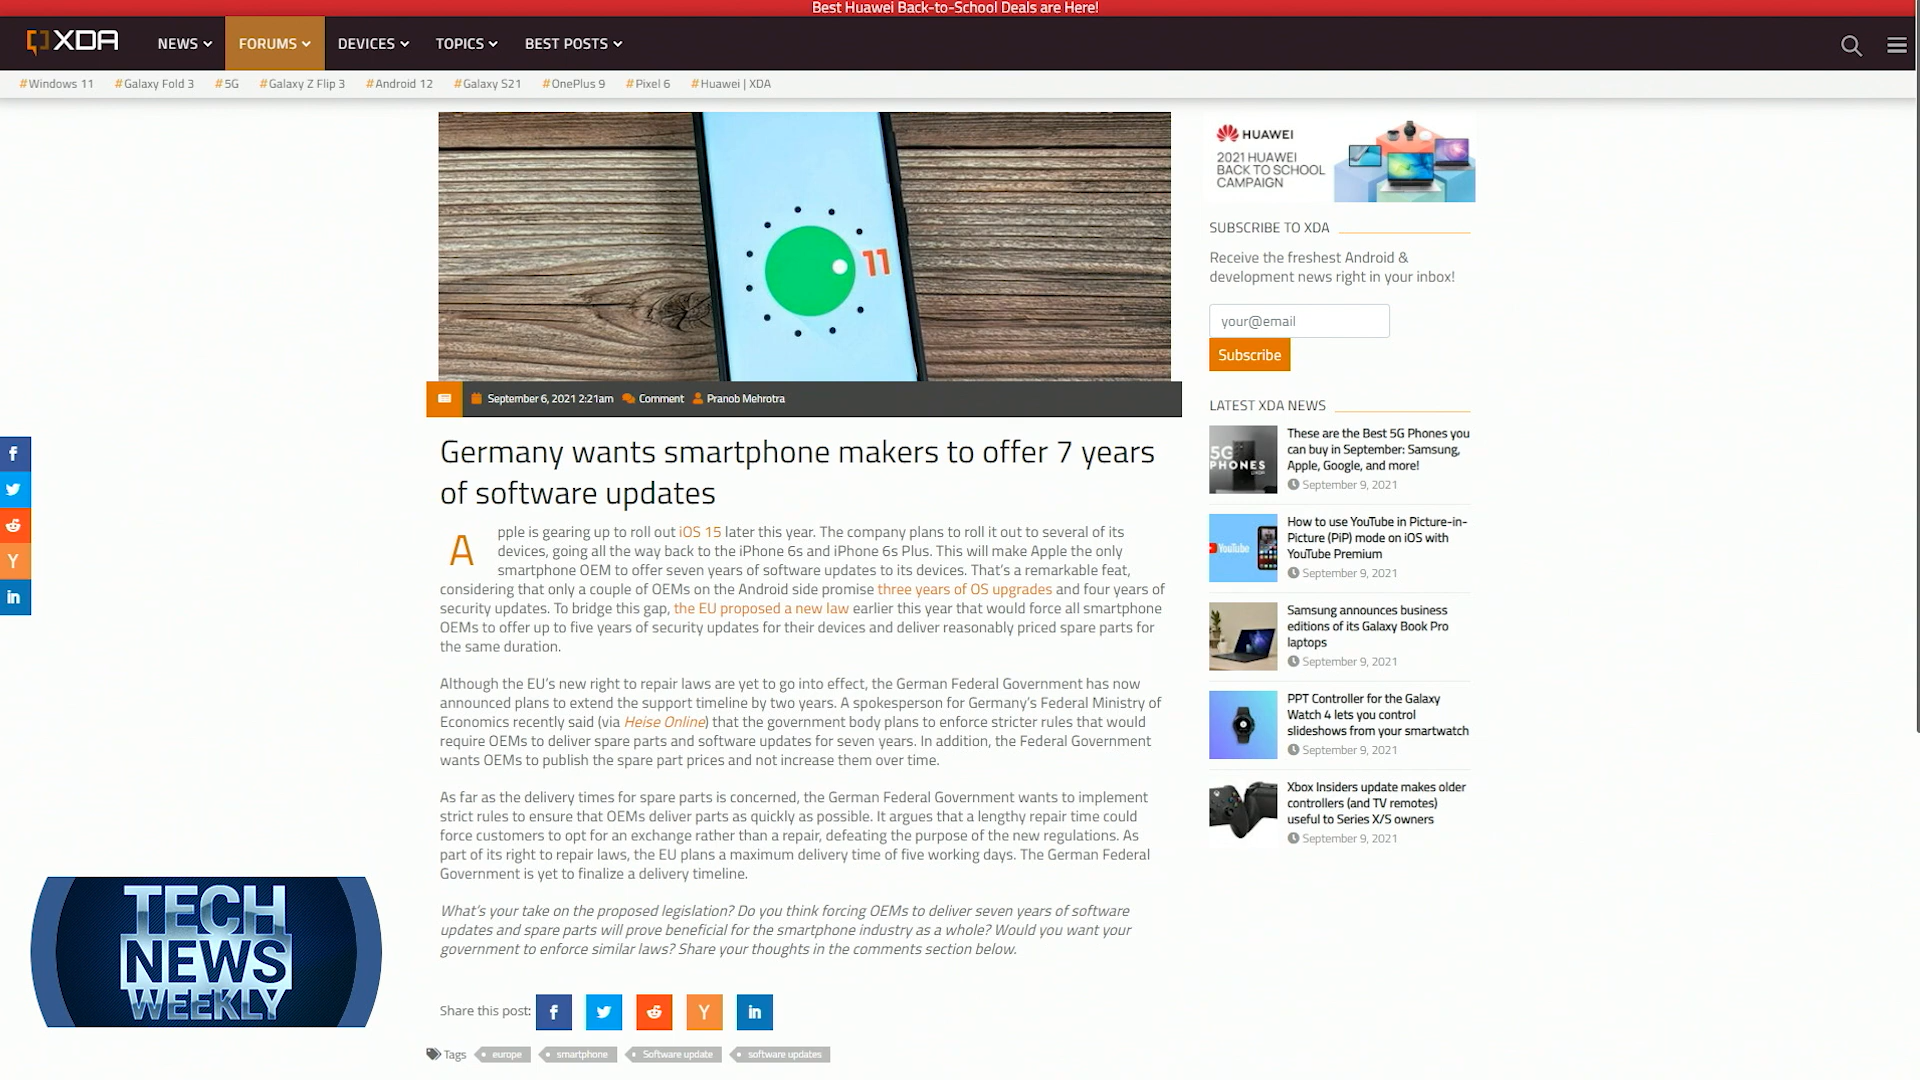 Best Huawei Back-to-School Deals are Here!
XDA
NEWS
FORUMS
DEVICES
TOPICS
BEST POSTS
#Windows 11
#Galaxy Fold 3
#5G
#Galaxy Z Flip 3
#Android 12
#Galaxy S21
#OnePlus 9
#Pixel 6
#Huawei | XDA
11
September 6, 2021 2:21am
Comment
Pranob Mehrotra
Germany wants smartphone makers to offer 7 years
of software updates
Apple is gearing up to roll out iOS 15 later this year. The company plans to roll it out to several of its
devices, going all the way back to the iPhone 6s and iPhone 6s Plus. This will make Apple the only
smartphone OEM to offer seven years of software updates to its devices. That's a remarkable feat,
considering that only a couple of OEMs on the Android side promise three years of OS upgrades and four years of
security updates. To bridge this gap, the EU proposed a new law earlier this year that would force all smartphone
OEMs to offer up to five years of security updates for their devices and deliver reasonably priced spare parts for
the same duration.
Although the EU's new right to repair laws are yet to go into effect, the German Federal Government has now
announced plans to extend the support timeline by two years. A spokesperson for Germany's Federal Ministry of
Economics recently said (via Heise Online) that the government body plans to enforce stricter rules that would
require OEMs to deliver spare parts and software updates for seven years. In addition, the Federal Government
wants OEMs to publish the spare part prices and not increase them over time.
As far as the delivery times for spare parts is concerned, the German Federal Government wants to implement
strict rules to ensure that OEMs deliver parts as quickly as possible. It argues that a lengthy repair time could
force customers to opt for an exchange rather than a repair, defeating the purpose of the new regulations. As
part of its right to repair laws, the EU plans a maximum delivery time of five working days. The German Federal
Government is yet to finalize a delivery timeline.
What's your take on the proposed legislation? Do you think forcing OEMs to deliver seven years of software
updates and spare parts will prove beneficial for the smartphone industry as a whole? Would you want your
government to enforce similar laws? Share your thoughts in the comments section below.
Share this post:
Tags
europe
smartphone
Software update
software updates
HUAWEI
2021 HUAWEI
BACK TO SCHOOL
CAMPAIGN
SUBSCRIBE TO XDA
Receive the freshest Android &
development news right in your inbox!
your@email
Subscribe
LATEST XDA NEWS
5G
PHONES
These are the Best 5G Phones you
can buy in September: Samsung,
Apple, Google, and more!
September 9, 2021
YouTube
How to use YouTube in Picture-in-
Picture (PiP) mode on iOS with
YouTube Premium
September 9, 2021
Samsung announces business
editions of its Galaxy Book Pro
laptops
September 9, 2021
PPT Controller for the Galaxy
Watch 4 lets you control
slideshows from your smartwatch
September 9, 2021
Xbox Insiders update makes older
controllers (and TV remotes)
useful to Series X/S owners
September 9, 2021
TECH
NEWS
WEEKLY